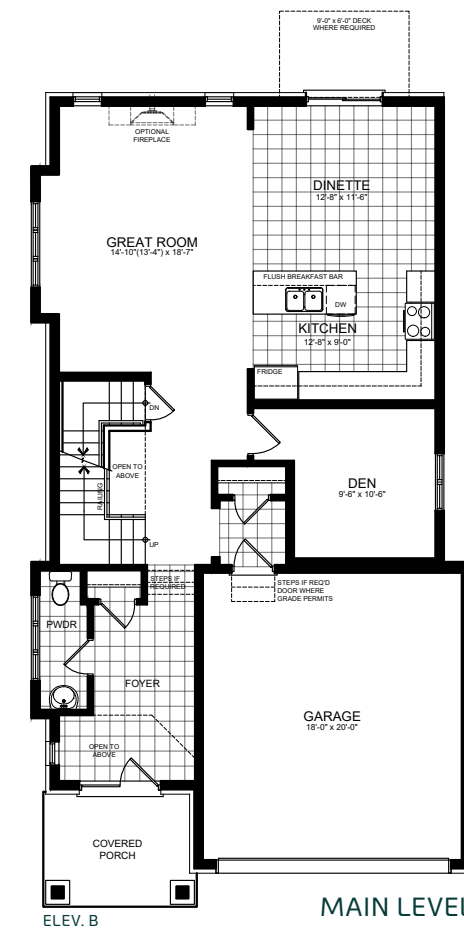 9'-0" x 6'-0" DECK
WHERE REQUIRED
OPTIONAL
FIREPLACE
DINETTE
12'-8" x 11'-6"
GREAT ROOM
14'-10"(13'-4") x 18'-7"
FLUSH BREAKFAST BAR
DW
KITCHEN
12'-8" x 9'-0"
FRIDGE
DN
OPEN TO
ABOVE
RAILING
DEN
9'-6" x 10'-6"
UP
STEPS IF
REQUIRED
STEPS IF REQ'D
DOOR WHERE
GRADE PERMITS
PWDR
FOYER
GARAGE
18'-0" x 20'-0"
OPEN TO
ABOVE
COVERED
PORCH
ELEV. B
MAIN LEVEL